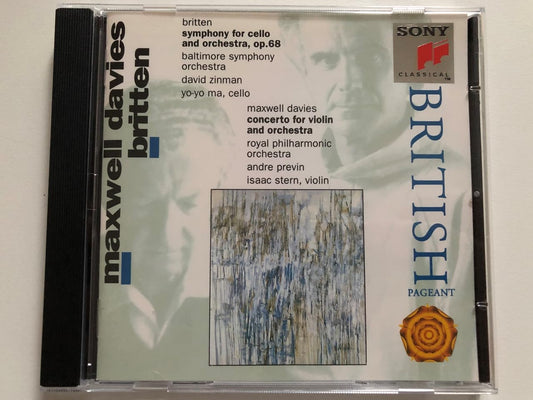 maxwell davies
britten
britten
symphony for cello
and orchestra, op.68
baltimore symphony
orchestra
david zinman
yo-yo ma, cello
maxwell davies
concerto for violin
and orchestra
royal philharmonic
orchestra
andre previn
isaac stern, violin
SONY
CLASSICAL
BRITISH
PAGEANT